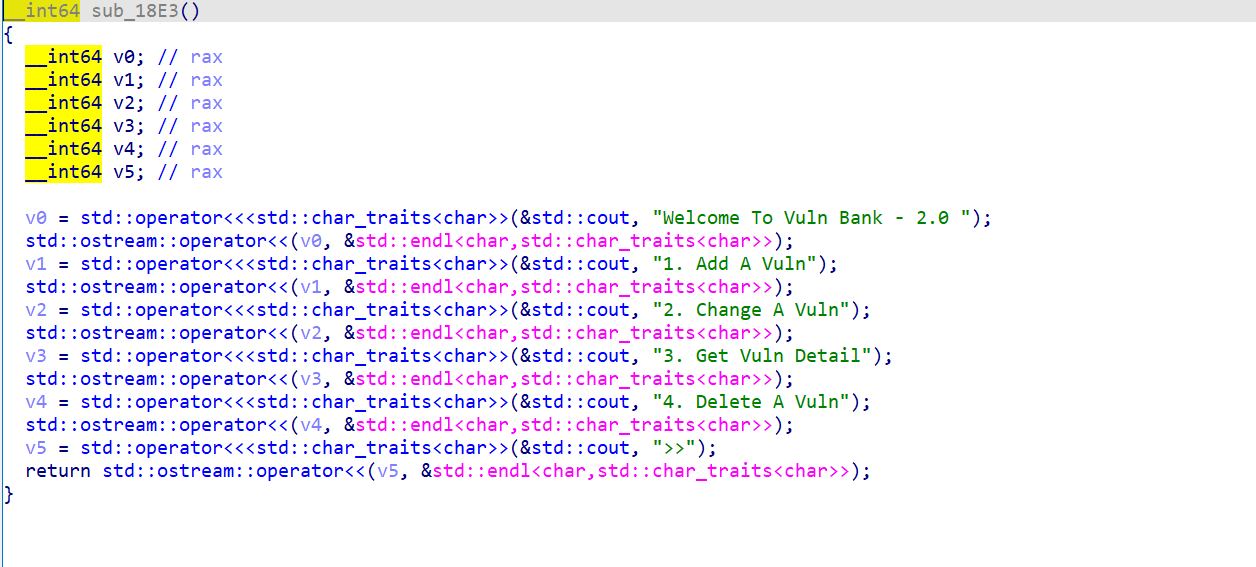 __int64 sub_18E3()
{
__int64 v0; // rax
__int64 v1; // rax
__int64 v2; // rax
__int64 v3; // rax
__int64 v4; // rax
__int64 v5; // rax
v0 = std::operator<<<std::char_traits<char>>(&std::cout, "Welcome To Vuln Bank - 2.0 ");
std::ostream::operator<<(v0, &std::endl<char,std::char_traits<char>>);
v1 = std::operator<<<std::char_traits<char>>(&std::cout, "1. Add A Vuln");
std::ostream::operator<<(v1, &std::endl<char,std::char_traits<char>>);
v2 = std::operator<<<std::char_traits<char>>(&std::cout, "2. Change A Vuln");
std::ostream::operator<<(v2, &std::endl<char,std::char_traits<char>>);
v3 = std::operator<<<std::char_traits<char>>(&std::cout, "3. Get Vuln Detail");
std::ostream::operator<<(v3, &std::endl<char,std::char_traits<char>>);
v4 = std::operator<<<std::char_traits<char>>(&std::cout, "4. Delete A Vuln");
std::ostream::operator<<(v4, &std::endl<char,std::char_traits<char>>);
v5 = std::operator<<<std::char_traits<char>>(&std::cout, ">>");
return std::ostream::operator<<(v5, &std::endl<char,std::char_traits<char>>);
}